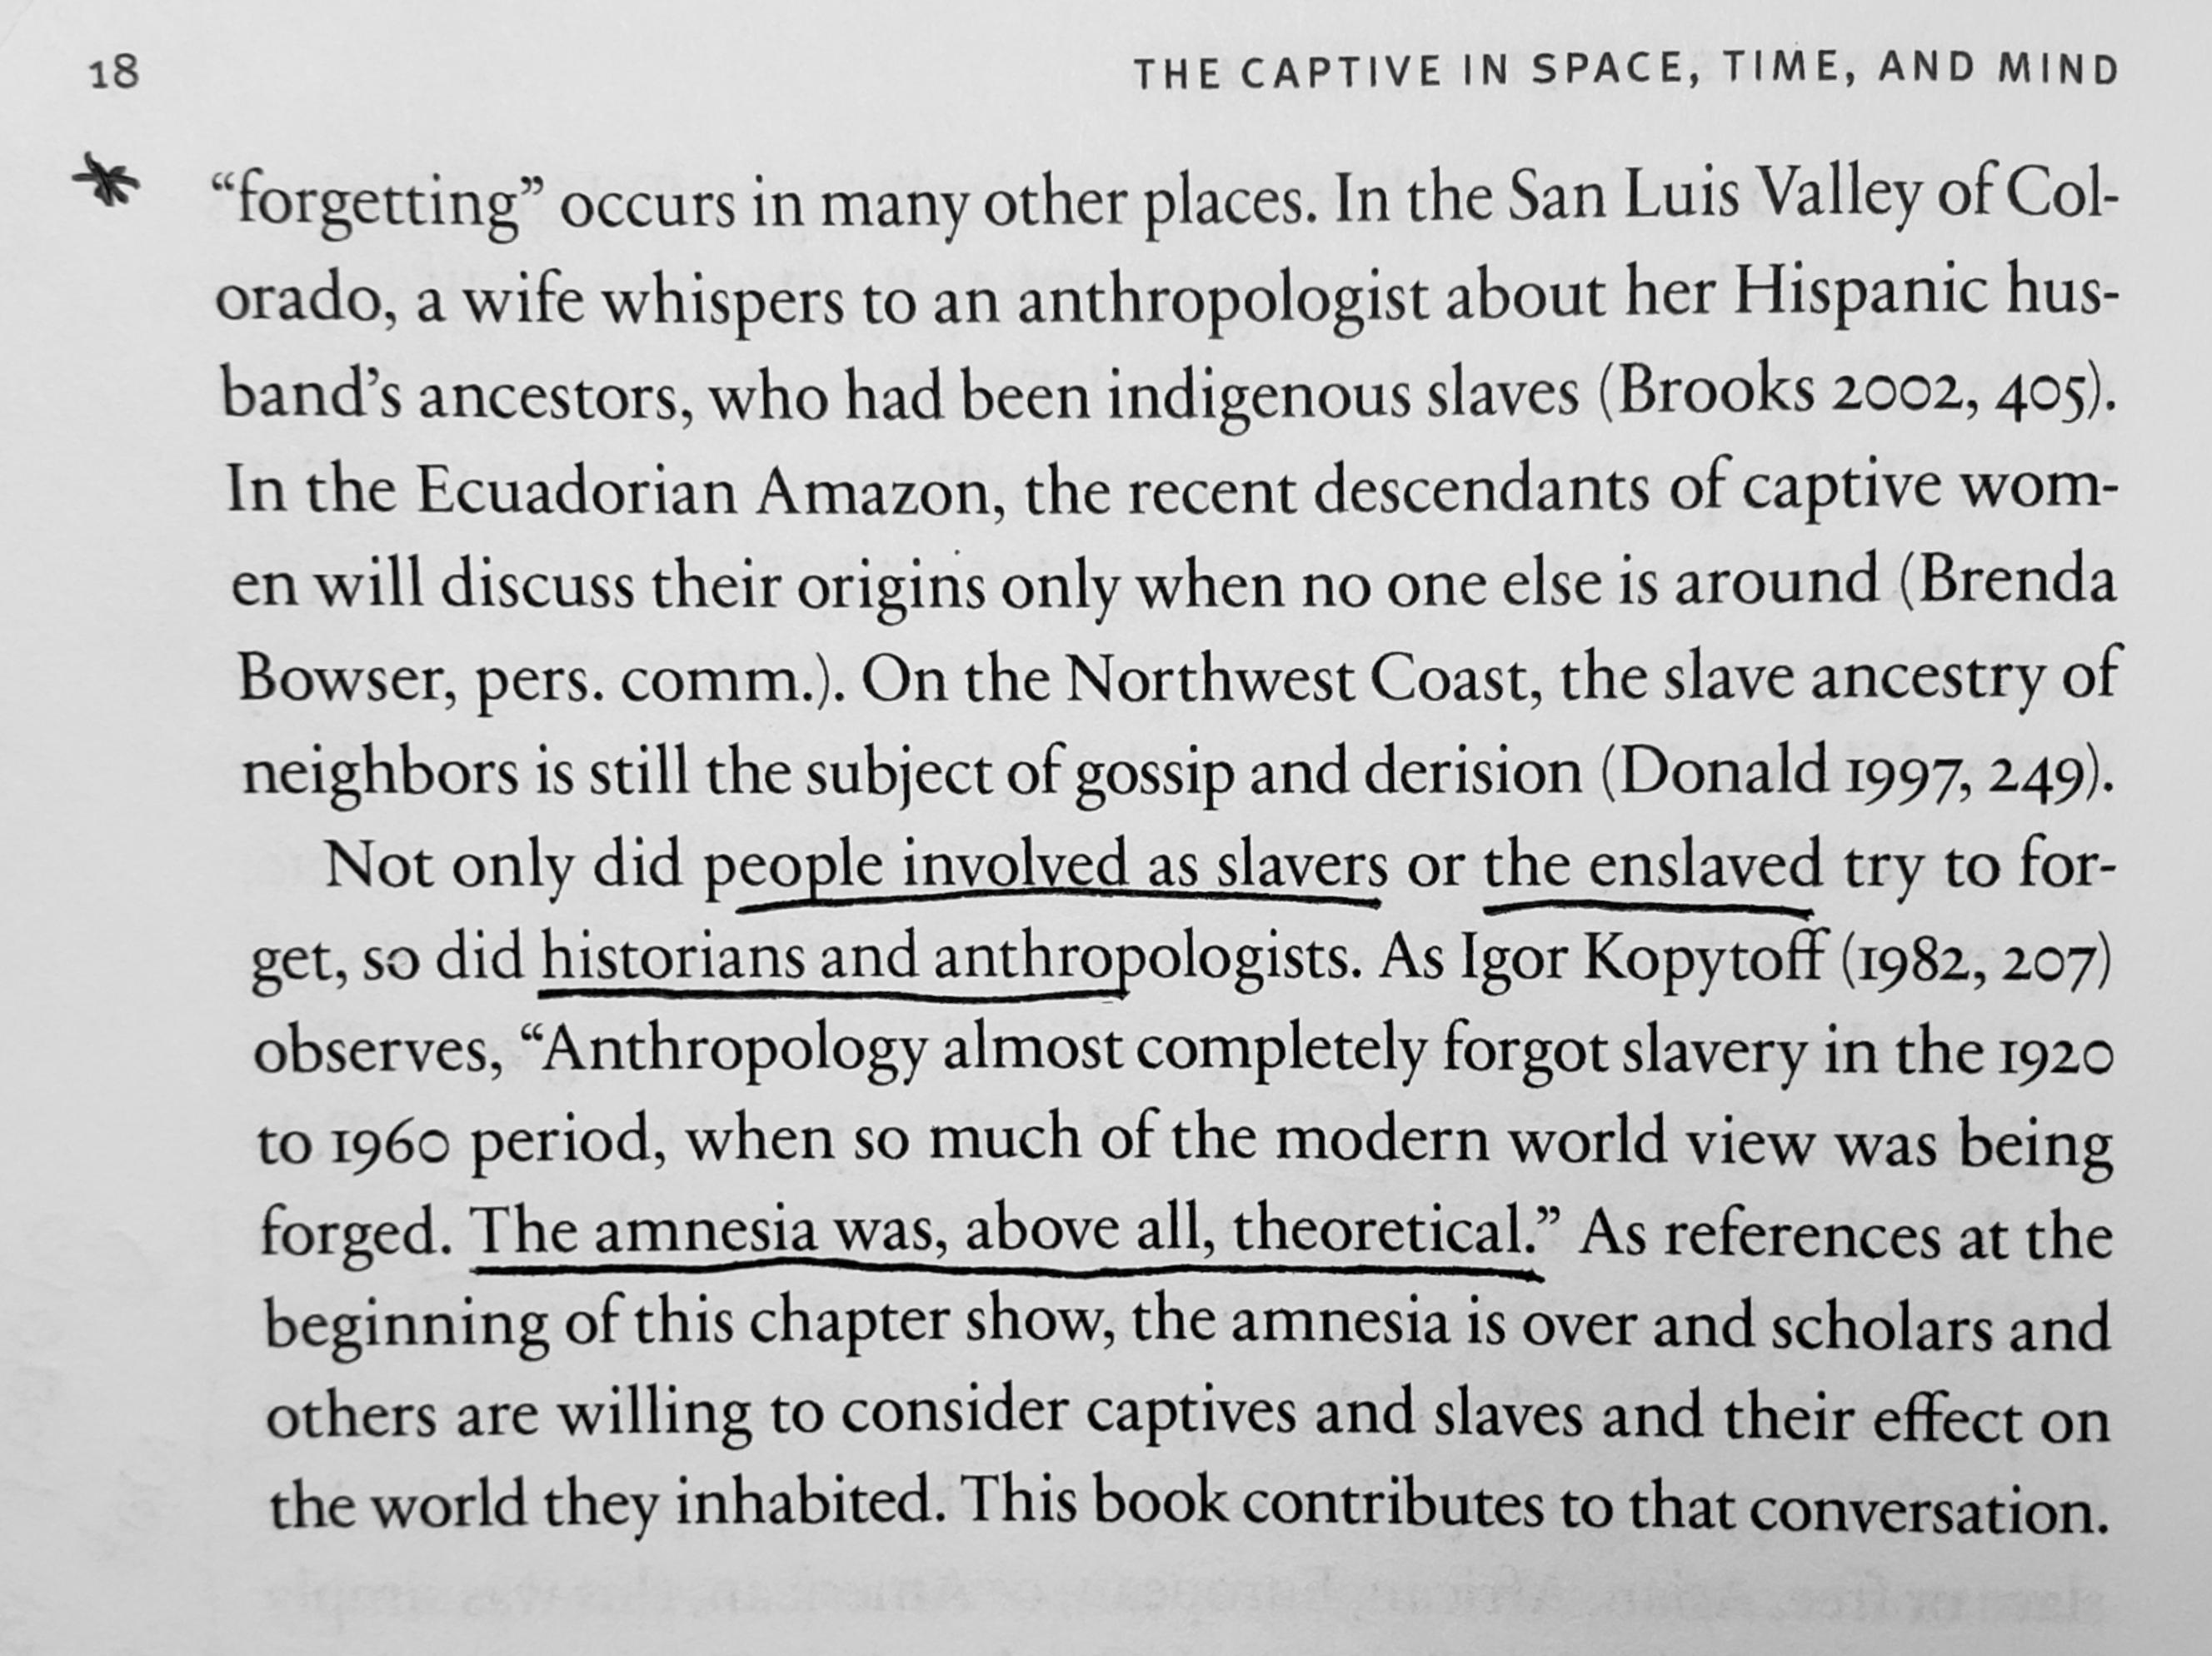 18 THE CAPTIVE IN SPACE, TIME, AND MIND
“forgetting” occurs in many other places. In the San Luis Valley of Col-
orado, a wife whispers to an anthropologist about her Hispanic hus-
band’s ancestors, who had been indigenous slaves (Brooks 2002, 405).
In the Ecuadorian Amazon, the recent descendants of captive wom-
en will discuss their origins only when no one else is around (Brenda
Bowser, pers. comm.). On the Northwest Coast, the slave ancestry of
neighbors is still the subject of gossip and derision (Donald 1997, 249).
Not only did people involved as slavers or the enslaved try to for-
get, so did historians and anthropologists. As Igor Kopytoff (1982, 207)
observes, “Anthropology almost completely forgot slavery in the 1920
to 1960 period, when so much of the modern world view was being
forged. The amnesia was, above all, theoretical.” As references at the
beginning of this chapter show, the amnesia is over and scholars and
others are willing to consider captives and slaves and their effect on
the world they inhabited. This book contributes to that conversation.